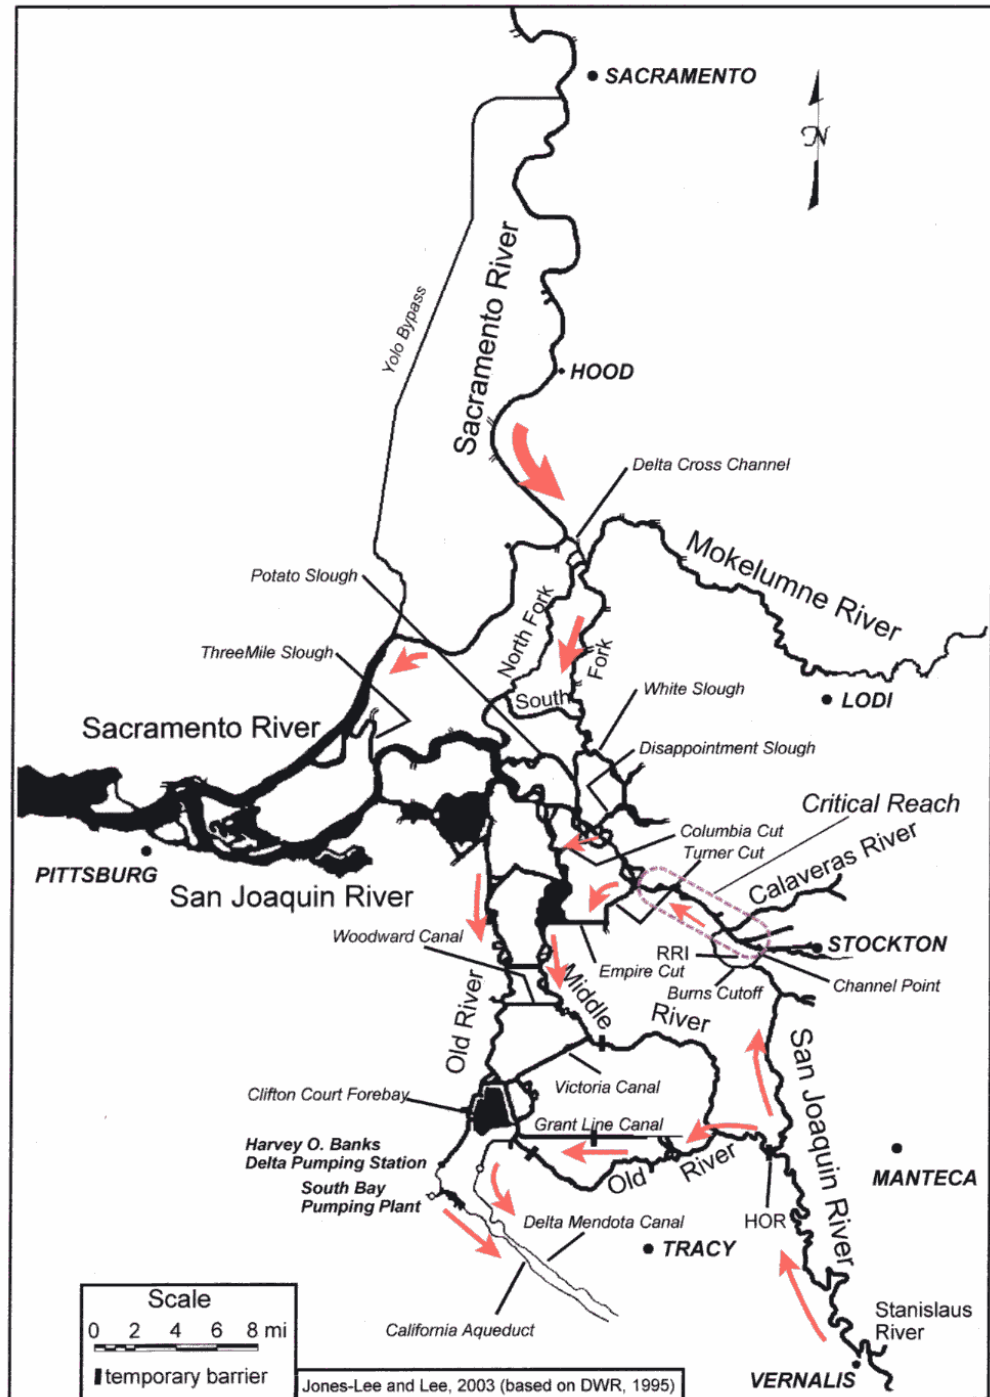 SACRAMENTO
N
Sacramento River
Yolo Bypass
HOOD
Delta Cross Channel
Mokelumne River
Potato Slough
North Fork
ThreeMile Slough
South
Fork
White Slough
LODI
Sacramento River
Disappointment Slough
Critical Reach
Columbia Cut
Turner Cut
Calaveras River
PITTSBURG
San Joaquin River
Woodward Canal
STOCKTON
RRI
Empire Cut
Channel Point
Burns Cutoff
Middle
River
Old River
San Joaquin River
Victoria Canal
Clifton Court Forebay
Grant Line Canal
Harvey O. Banks
Delta Pumping Station
Old
River
MANTECA
South Bay
Pumping Plant
Delta Mendota Canal
HOR
TRACY
Scale
0 2 4 6 8 mi
temporary barrier
California Aqueduct
Stanislaus
River
VERNALIS
Jones-Lee and Lee, 2003 (based on DWR, 1995)